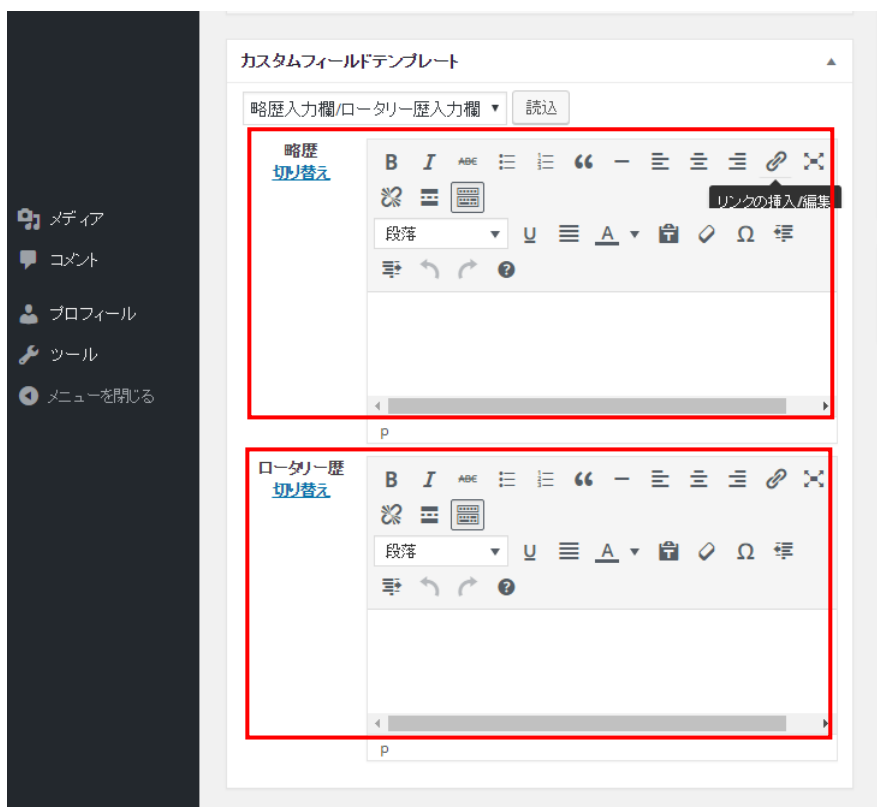 カスタムフィールドテンプレート
略歴入力欄/ロータリー歴入力欄 読込
略歴
切り替え
B I ABC
リンクの挿入/編集
段落 U A Ω
p
ロータリー歴
切り替え
B I ABC
段落 U A Ω
p
メディア
コメント
プロフィール
ツール
メニューを閉じる